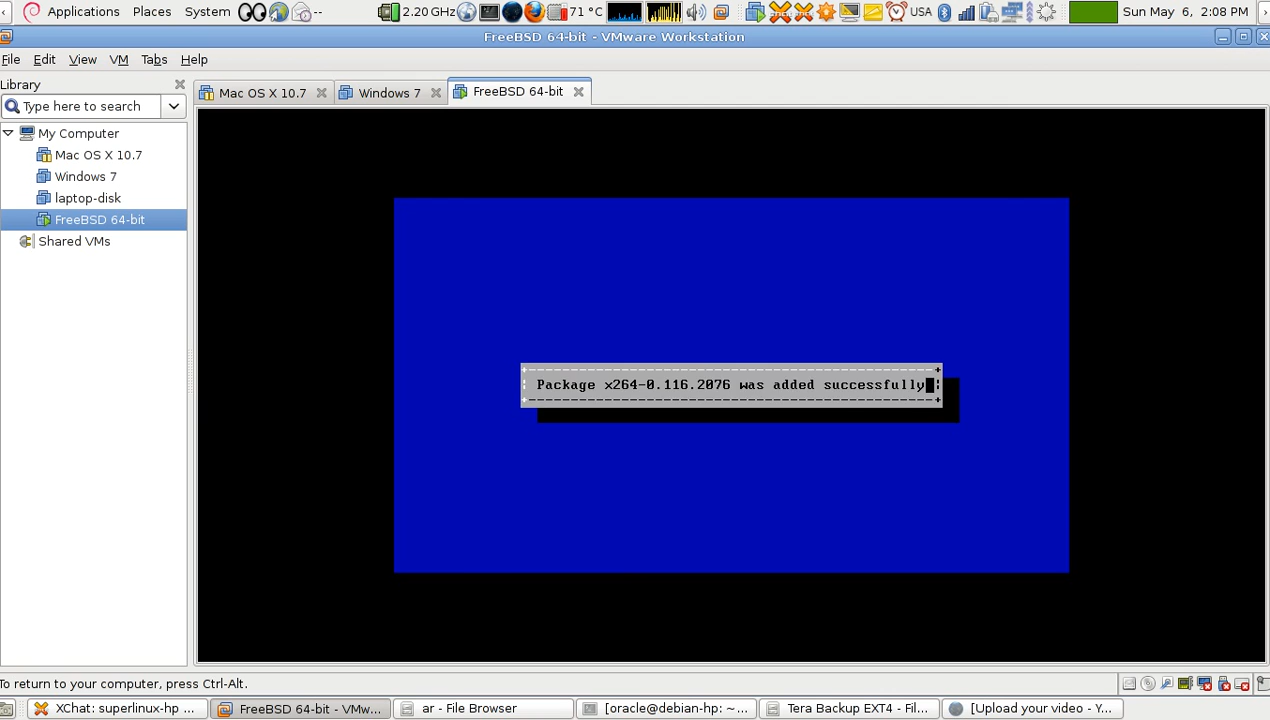 Applications Places System 2.20 GHz -- 71 °C USA Sun May 6, 2:08 PM
FreeBSD 64-bit - VMware Workstation
File Edit View VM Tabs Help
Library
Type here to search
Mac OS X 10.7 Windows 7 FreeBSD 64-bit
My Computer
Mac OS X 10.7
Windows 7
laptop-disk
FreeBSD 64-bit
Shared VMs
Package x264-0.116.2076 was added successfully
To return to your computer, press Ctrl-Alt.
XChat: superlinux-hp ... FreeBSD 64-bit - VMw... ar - File Browser [oracle@debian-hp: ~... Tera Backup EXT4 - Fil... [Upload your video - Y...